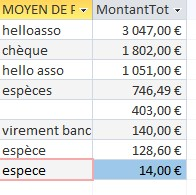 MOYEN DE P MontantTot
helloasso 3 047,00 €
chèque 1 802,00 €
hello asso 1 051,00 €
espèces 746,49 €
403,00 €
virement banc 140,00 €
espèce 128,60 €
espece 14,00 €